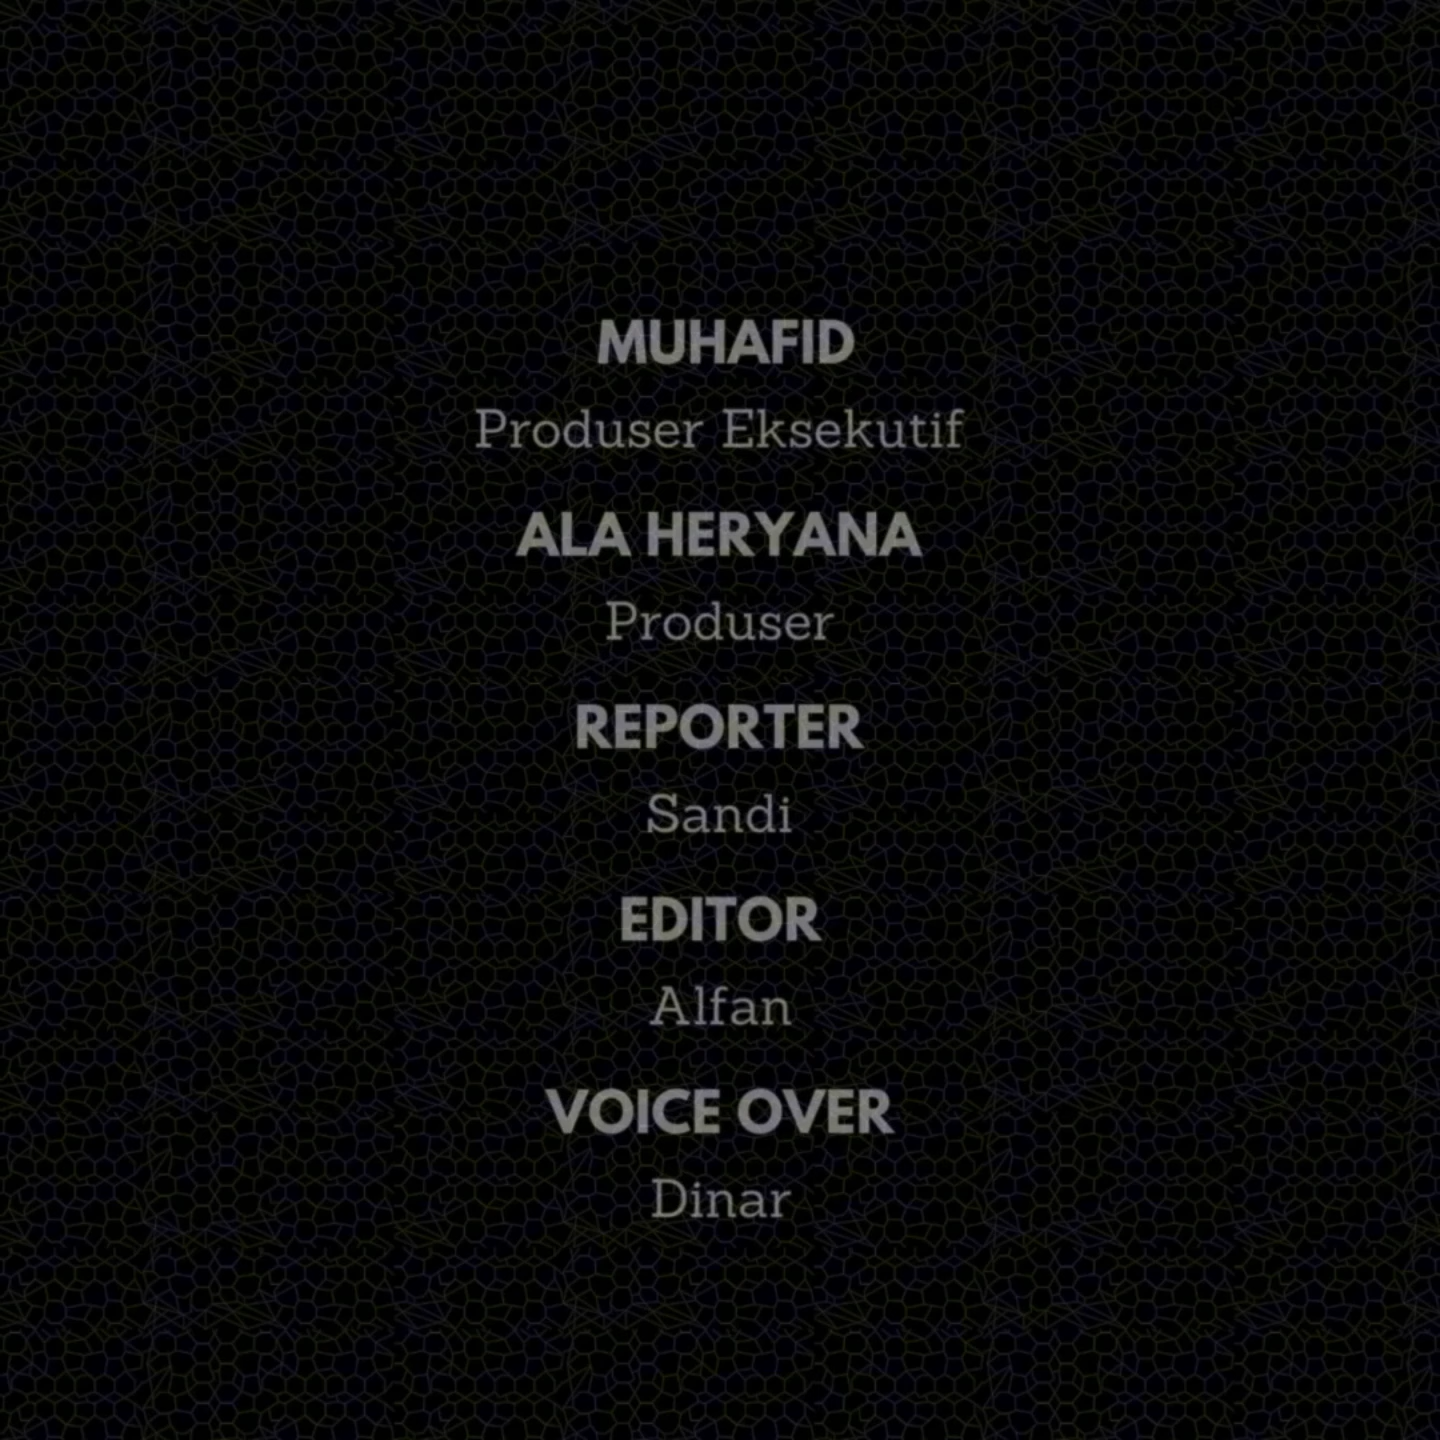 MUHAFID
Produser Eksekutif
ALA HERYANA
Produser
REPORTER
Sandi
EDITOR
Alfan
VOICE OVER
Dinar